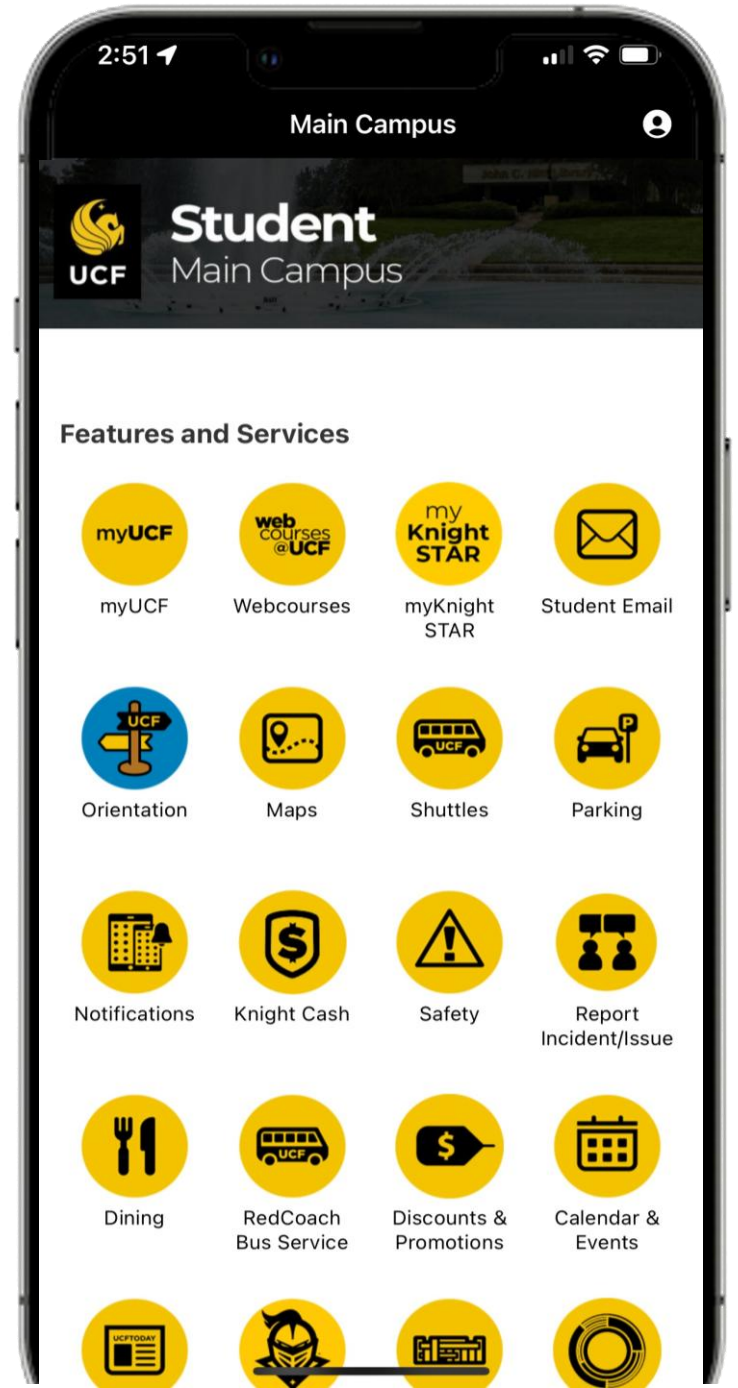 2:51
Main Campus
UCF
Student
Main Campus
Features and Services
myUCF
web
courses
@UCF
my
Knight
STAR
myUCF
Webcourses
myKnight
STAR
Student Email
UCF
UCF
P
Orientation
Maps
Shuttles
Parking
$
!
Notifications
Knight Cash
Safety
Report
Incident/Issue
UCF
$
Dining
RedCoach
Bus Service
Discounts &
Promotions
Calendar &
Events
UCFTODAY